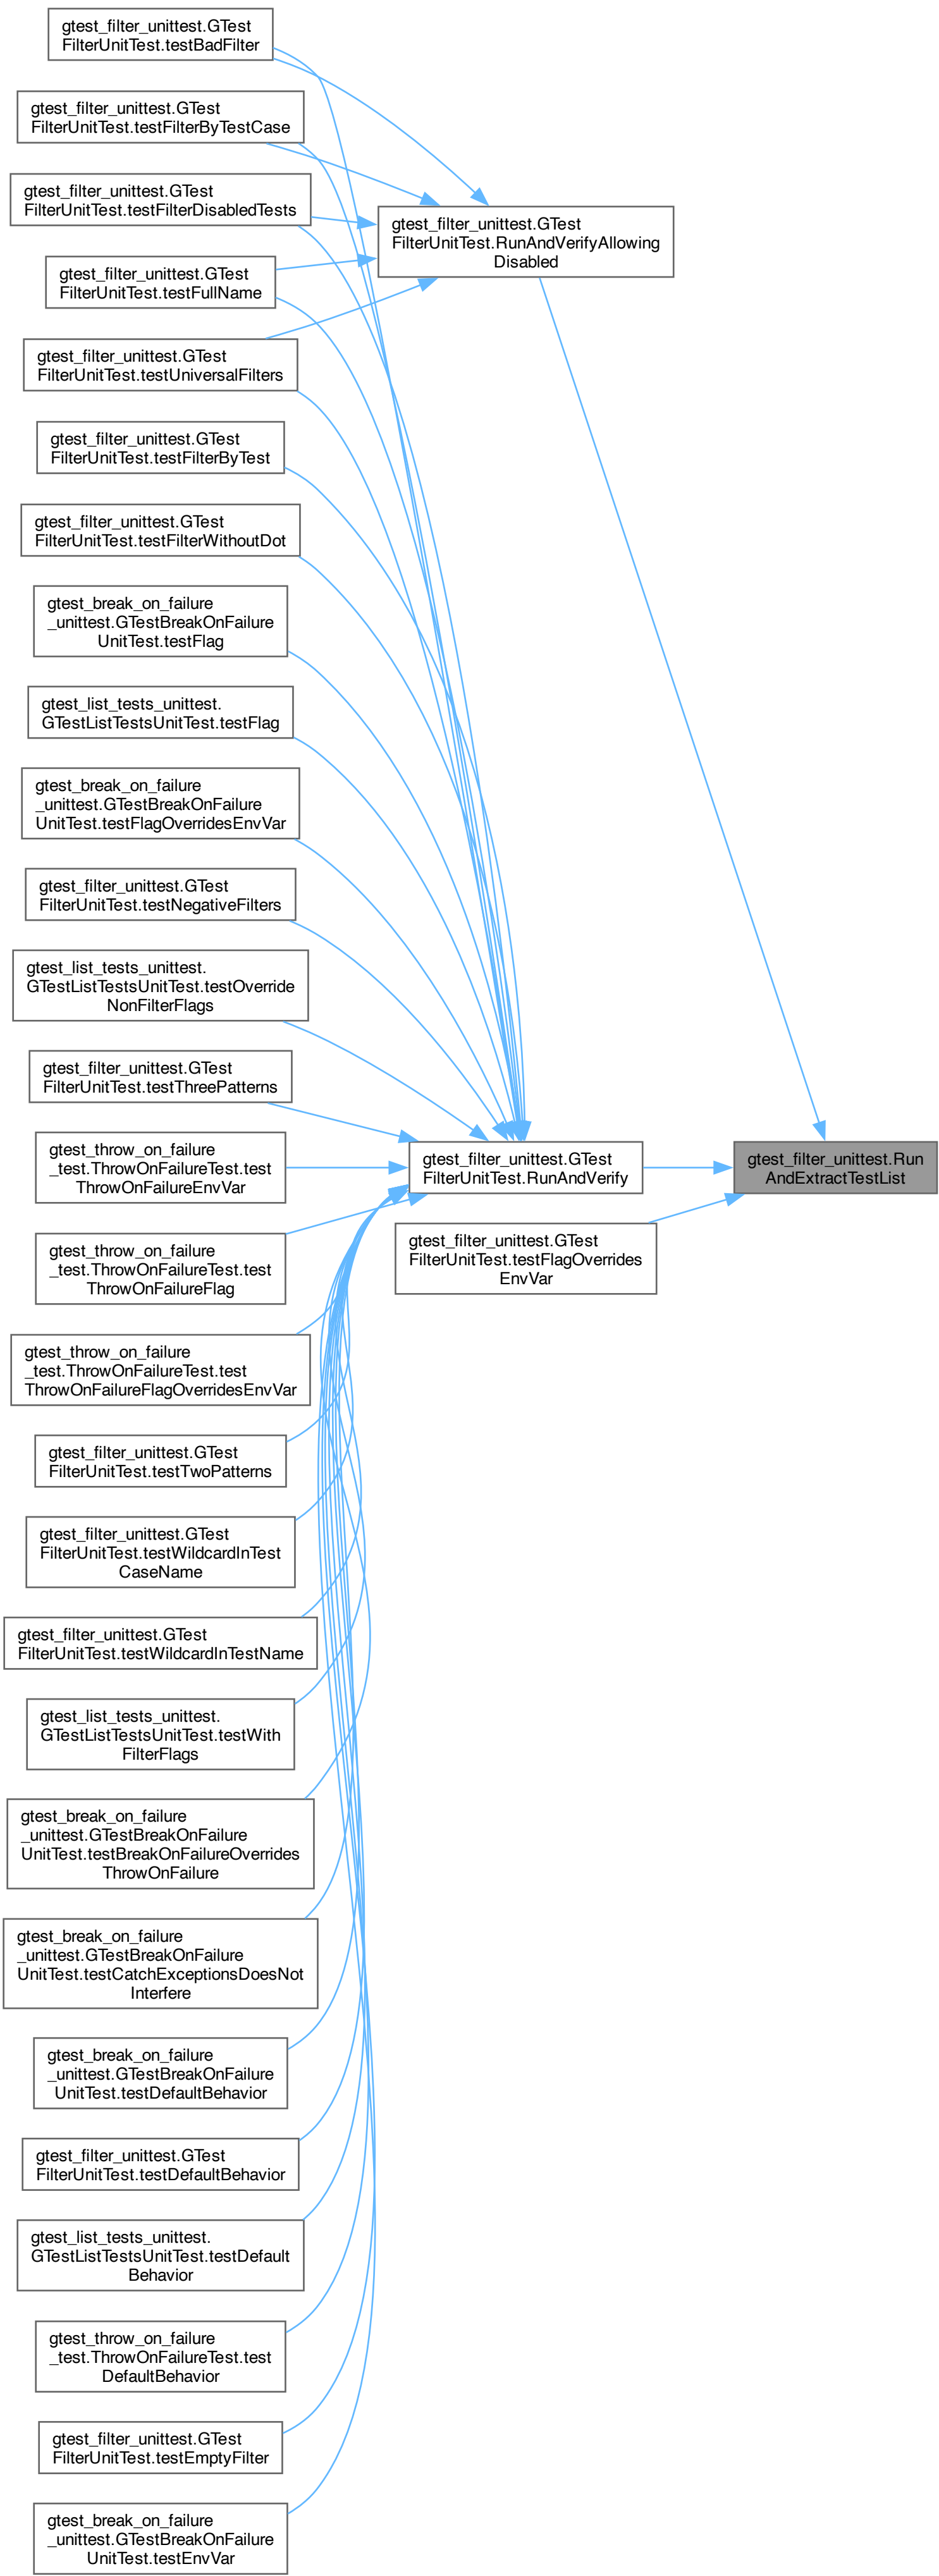 gtest_filter_unittest.GTest
FilterUnitTest.testBadFilter
gtest_filter_unittest.GTest
FilterUnitTest.testFilterByTestCase
gtest_filter_unittest.GTest
FilterUnitTest.testFilterDisabledTests
gtest_filter_unittest.GTest
FilterUnitTest.RunAndVerifyAllowing
Disabled
gtest_filter_unittest.GTest
FilterUnitTest.testFullName
gtest_filter_unittest.GTest
FilterUnitTest.testUniversalFilters
gtest_filter_unittest.GTest
FilterUnitTest.testFilterByTest
gtest_filter_unittest.GTest
FilterUnitTest.testFilterWithoutDot
gtest_break_on_failure
_unittest.GTestBreakOnFailure
UnitTest.testFlag
gtest_list_tests_unittest.
GTestListTestsUnitTest.testFlag
gtest_break_on_failure
_unittest.GTestBreakOnFailure
UnitTest.testFlagOverridesEnvVar
gtest_filter_unittest.GTest
FilterUnitTest.testNegativeFilters
gtest_list_tests_unittest.
GTestListTestsUnitTest.testOverride
NonFilterFlags
gtest_filter_unittest.GTest
FilterUnitTest.testThreePatterns
gtest_throw_on_failure
_test.ThrowOnFailureTest.test
ThrowOnFailureEnvVar
gtest_filter_unittest.GTest
FilterUnitTest.RunAndVerify
gtest_filter_unittest.Run
AndExtractTestList
gtest_throw_on_failure
_test.ThrowOnFailureTest.test
ThrowOnFailureFlag
gtest_filter_unittest.GTest
FilterUnitTest.testFlagOverrides
EnvVar
gtest_throw_on_failure
_test.ThrowOnFailureTest.test
ThrowOnFailureFlagOverridesEnvVar
gtest_filter_unittest.GTest
FilterUnitTest.testTwoPatterns
gtest_filter_unittest.GTest
FilterUnitTest.testWildcardInTest
CaseName
gtest_filter_unittest.GTest
FilterUnitTest.testWildcardInTestName
gtest_list_tests_unittest.
GTestListTestsUnitTest.testWith
FilterFlags
gtest_break_on_failure
_unittest.GTestBreakOnFailure
UnitTest.testBreakOnFailureOverrides
ThrowOnFailure
gtest_break_on_failure
_unittest.GTestBreakOnFailure
UnitTest.testCatchExceptionsDoesNot
Interfere
gtest_break_on_failure
_unittest.GTestBreakOnFailure
UnitTest.testDefaultBehavior
gtest_filter_unittest.GTest
FilterUnitTest.testDefaultBehavior
gtest_list_tests_unittest.
GTestListTestsUnitTest.testDefault
Behavior
gtest_throw_on_failure
_test.ThrowOnFailureTest.test
DefaultBehavior
gtest_filter_unittest.GTest
FilterUnitTest.testEmptyFilter
gtest_break_on_failure
_unittest.GTestBreakOnFailure
UnitTest.testEnvVar